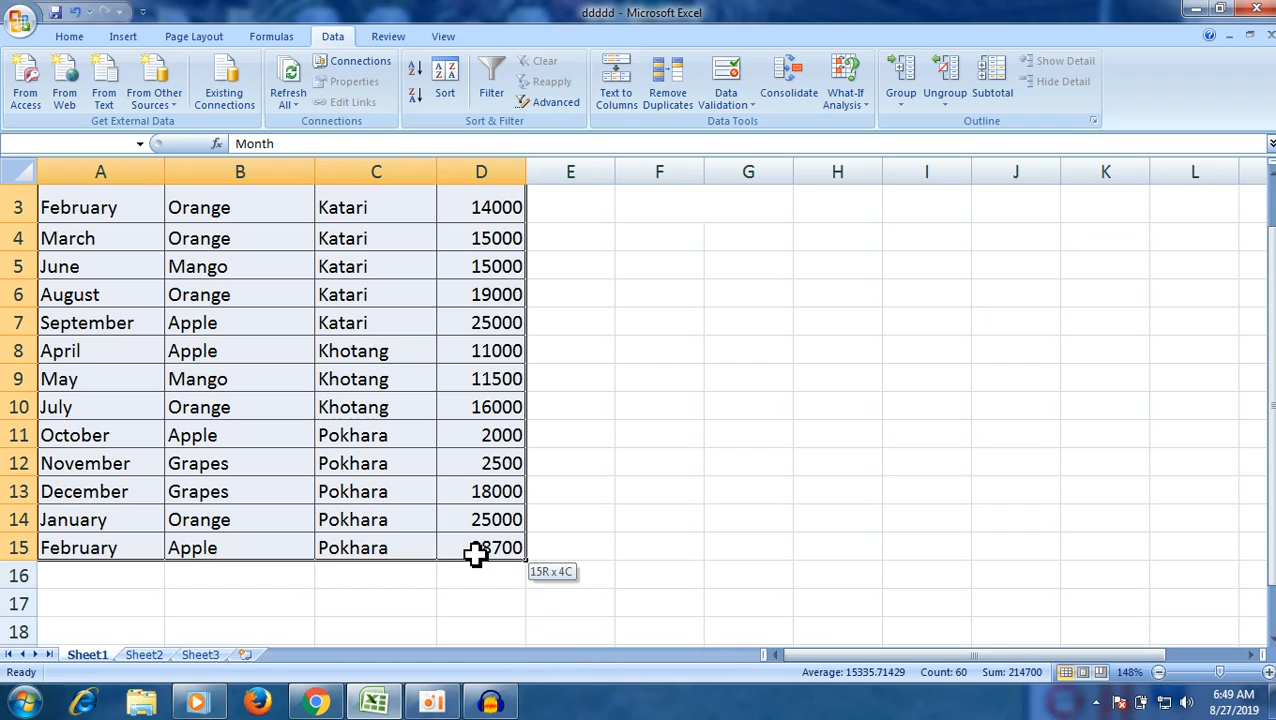 ddddd - Microsoft Excel
Home Insert Page Layout Formulas Data Review View
From Access From Web From Text From Other Sources Existing Connections
Get External Data
Refresh All Connections Properties Edit Links
Connections
Sort Filter Clear Reapply Advanced
Sort & Filter
Text to Columns Remove Duplicates Data Validation Consolidate What-If Analysis
Data Tools
Group Ungroup Subtotal Show Detail Hide Detail
Outline
fx Month
A B C D E F G H I J K L
3 February Orange Katari 14000
4 March Orange Katari 15000
5 June Mango Katari 15000
6 August Orange Katari 19000
7 September Apple Katari 25000
8 April Apple Khotang 11000
9 May Mango Khotang 11500
10 July Orange Khotang 16000
11 October Apple Pokhara 2000
12 November Grapes Pokhara 2500
13 December Grapes Pokhara 18000
14 January Orange Pokhara 25000
15 February Apple Pokhara
15R x 4C
16
17
18
Sheet1 Sheet2 Sheet3
Ready Average: 15335.71429 Count: 60 Sum: 214700 148%
6:49 AM
8/27/2019